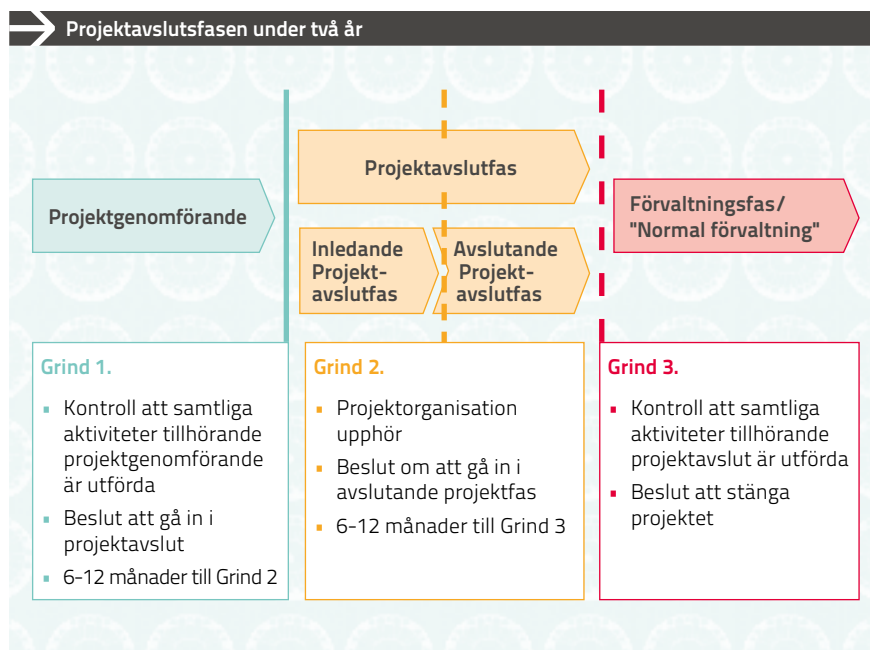 Projektavslutsfasen under två år
Projektavslutfas
Projektgenomförande
Förvaltningsfas/
"Normal förvaltning"
Inledande
Projekt-
avslutfas
Avslutande
Projekt-
avslutfas
Grind 1.
▪ Kontroll att samtliga
aktiviteter tillhörande
projektgenomförande
är utförda
▪ Beslut att gå in i
projektavslut
▪ 6-12 månader till Grind 2
Grind 2.
▪ Projektorganisation
upphör
▪ Beslut om att gå in i
avslutande projektfas
▪ 6-12 månader till Grind 3
Grind 3.
▪ Kontroll att samtliga
aktiviteter tillhörande
projektavslut är utförda
▪ Beslut att stänga
projektet